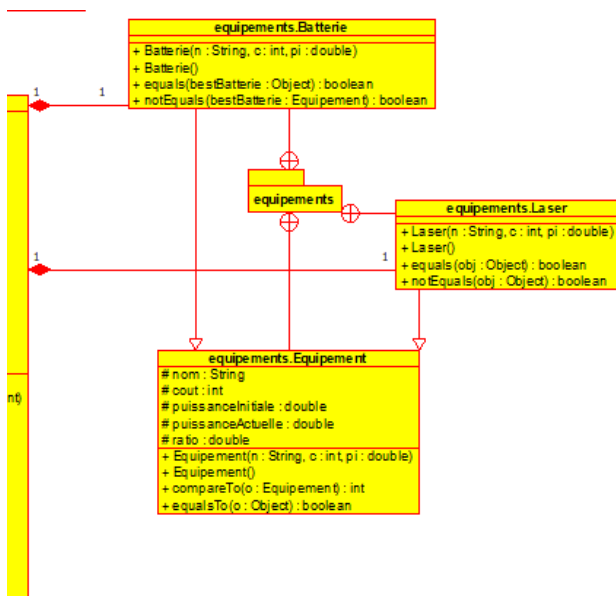 equipements.Batterie
+ Batterie(n : String, c : int, pi : double)
+ Batterie()
+ equals(bestBatterie : Object) : boolean
+ notEquals(bestBatterie : Equipement) : boolean
1
1
equipements
equipements.Laser
+ Laser(n : String, c : int, pi : double)
+ Laser()
+ equals(obj : Object) : boolean
+ notEquals(obj : Object) : boolean
1
1
equipements.Equipement
# nom : String
# cout : int
# puissanceInitiale : double
# puissanceActuelle : double
# ratio : double
nt)
+ Equipement(n : String, c : int, pi : double)
+ Equipement()
+ compareTo(o : Equipement) : int
+ equalsTo(o : Object) : boolean